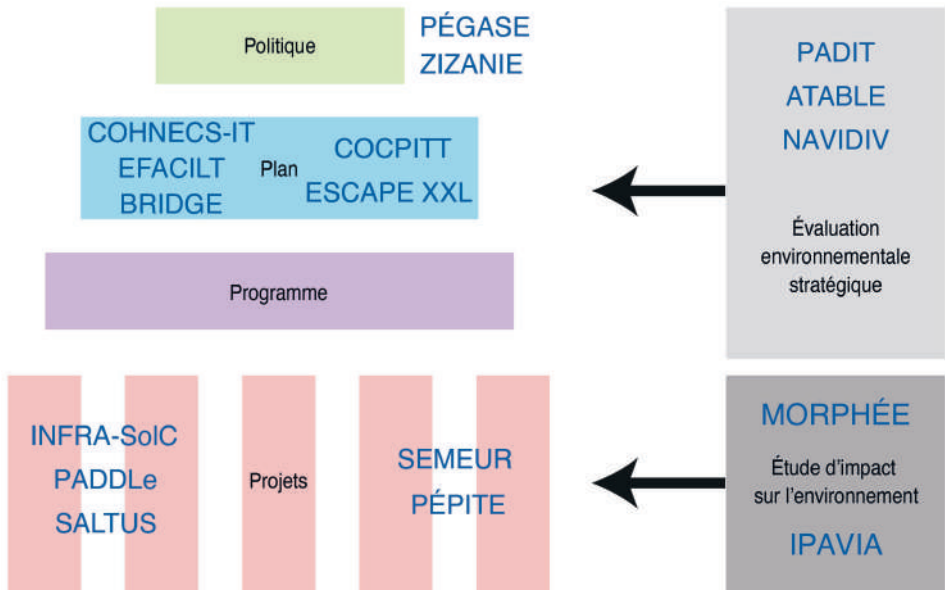 Politique
PÉGASE
ZIZANIE
COHNECS-IT
EFACILT
BRIDGE
Plan
COCPITT
ESCAPE XXL
Programme
PADIT
ATABLE
NAVIDIV
Évaluation
environnementale
stratégique
INFRA-SolC
PADDLe
SALTUS
Projets
SEMEUR
PÉPITE
MORPHÉE
Étude d'impact
sur l'environnement
IPAVIA